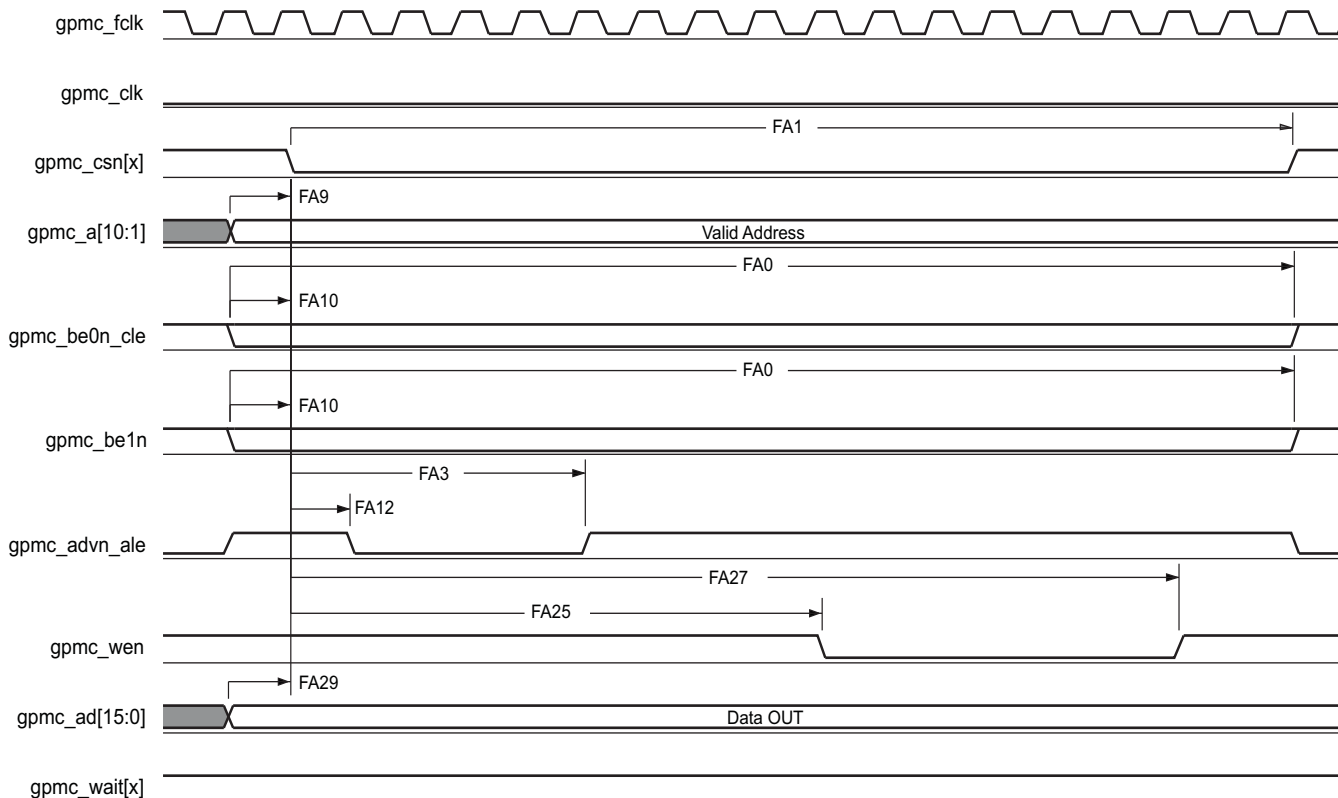 gpmc_fclk
gpmc_clk
FA1
gpmc_csn[x]
FA9
gpmc_a[10:1]
Valid Address
FA0
FA10
gpmc_be0n_cle
FA0
FA10
gpmc_be1n
FA3
FA12
gpmc_advn_ale
FA27
FA25
gpmc_wen
FA29
gpmc_ad[15:0]
Data OUT
gpmc_wait[x]